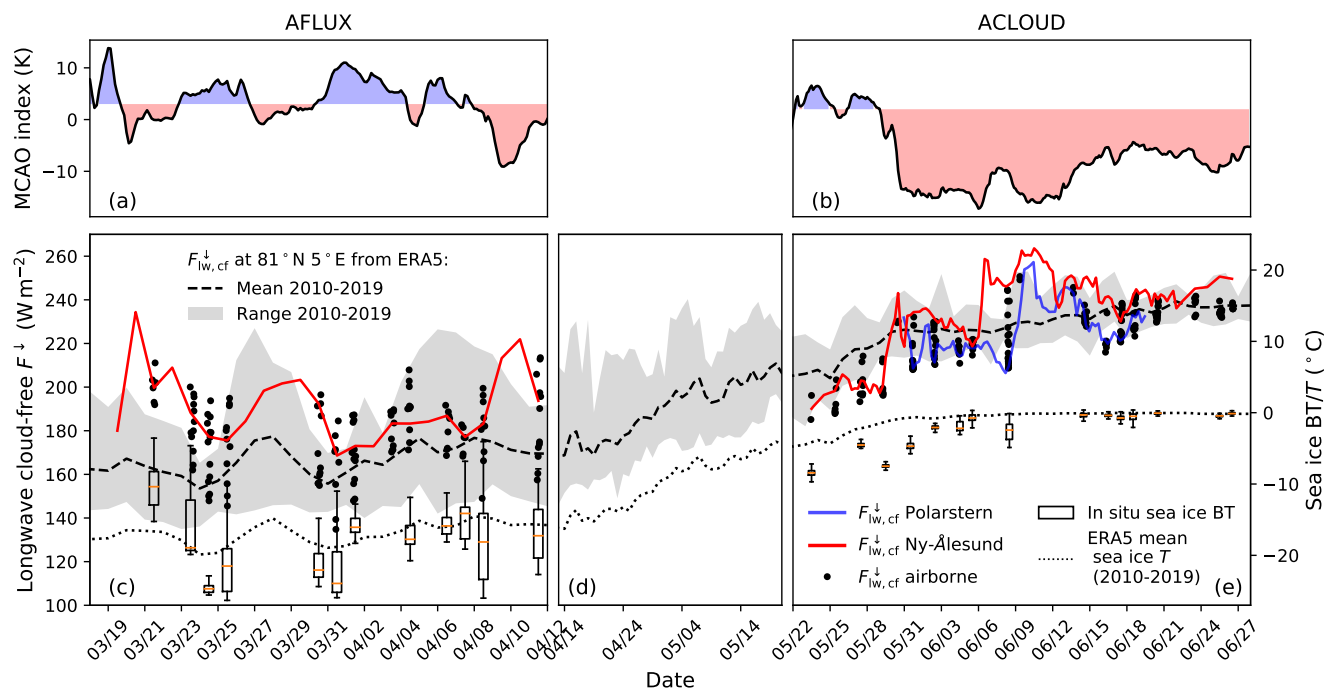 AFLUX
ACLOUD
MCAO index (K)
10
0
−10
(a)
(b)
Longwave cloud-free F↓ (W m−2)
260
240
220
200
180
160
140
120
100
F↓lw, cf at 81°N 5°E from ERA5:
Mean 2010-2019
Range 2010-2019
(c)
(d)
F↓lw, cf Polarstern
F↓lw, cf Ny-Ålesund
F↓lw, cf airborne
In situ sea ice BT
ERA5 mean
sea ice T
(2010-2019)
(e)
20
10
0
−10
−20
Sea ice BT/T (°C)
03/19
03/21
03/23
03/25
03/27
03/29
03/31
04/02
04/04
04/06
04/08
04/10
04/12
04/14
04/24
05/04
05/14
05/22
05/25
05/28
05/31
06/03
06/06
06/09
06/12
06/15
06/18
06/21
06/24
06/27
Date